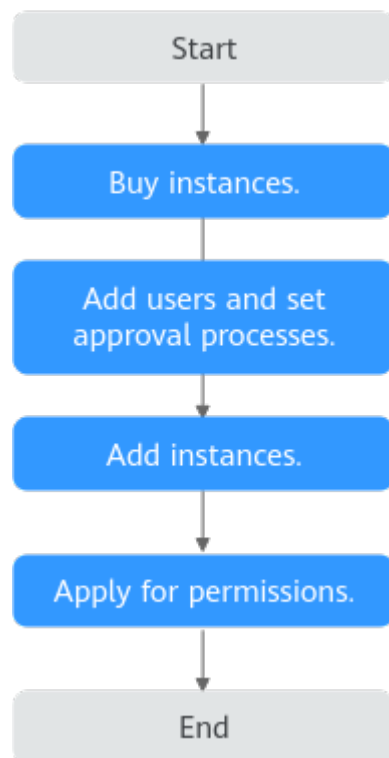 Start
Buy instances.
Add users and set
approval processes.
Add instances.
Apply for permissions.
End